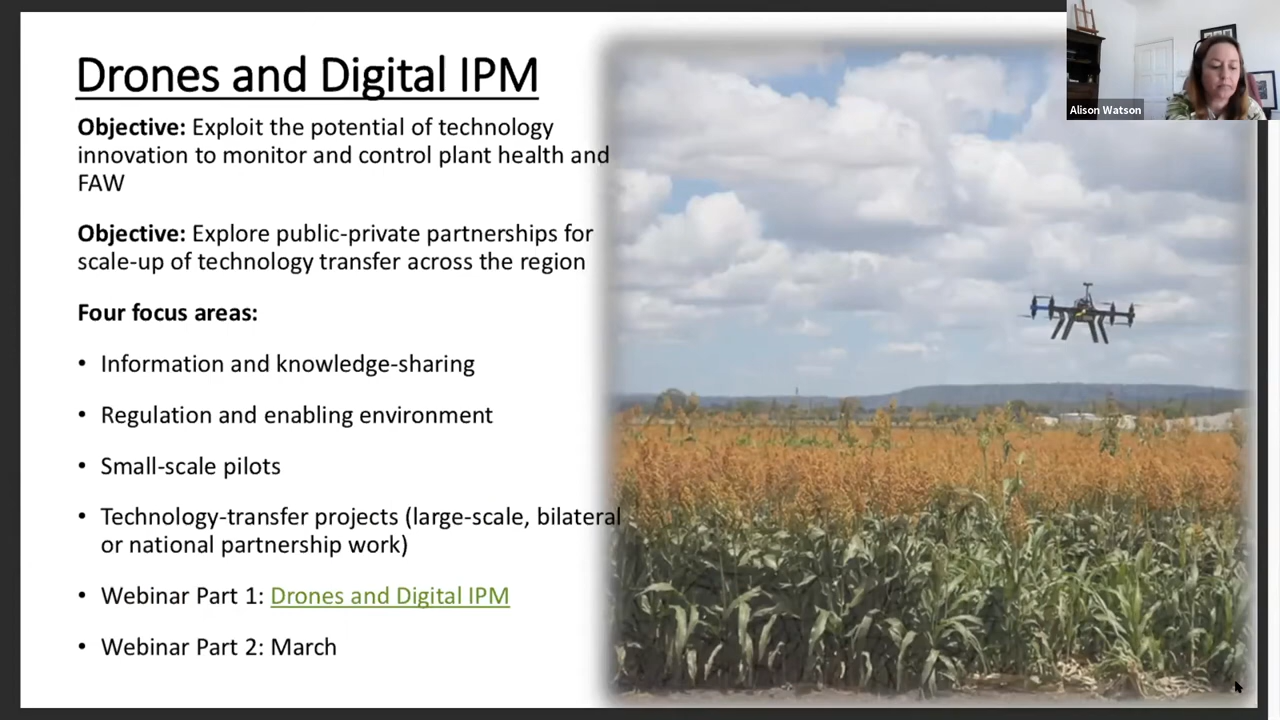 Drones and Digital IPM
Objective: Exploit the potential of technology
innovation to monitor and control plant health and
FAW
Objective: Explore public-private partnerships for
scale-up of technology transfer across the region
Four focus areas:
• Information and knowledge-sharing
• Regulation and enabling environment
• Small-scale pilots
• Technology-transfer projects (large-scale, bilateral
or national partnership work)
• Webinar Part 1: Drones and Digital IPM
• Webinar Part 2: March
Alison Watson